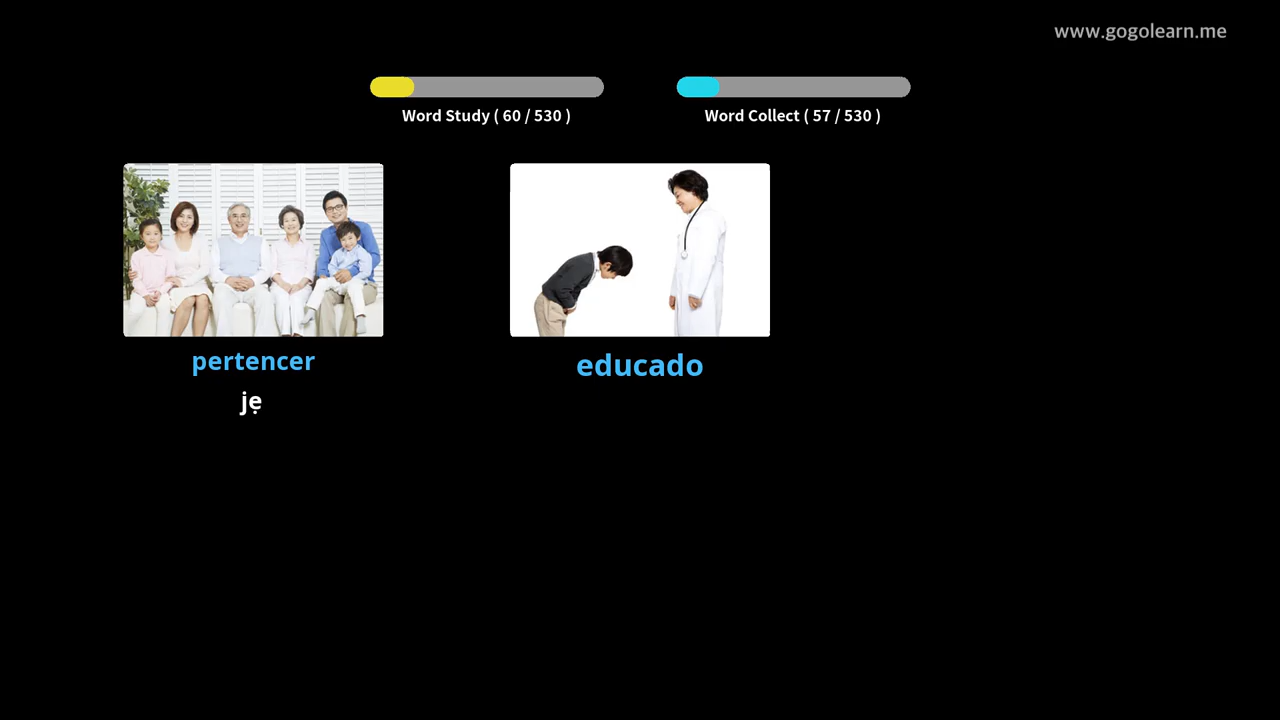 www.gogolearn.me
Word Study ( 60 / 530 )
Word Collect ( 57 / 530 )
pertencer
jẹ
educado